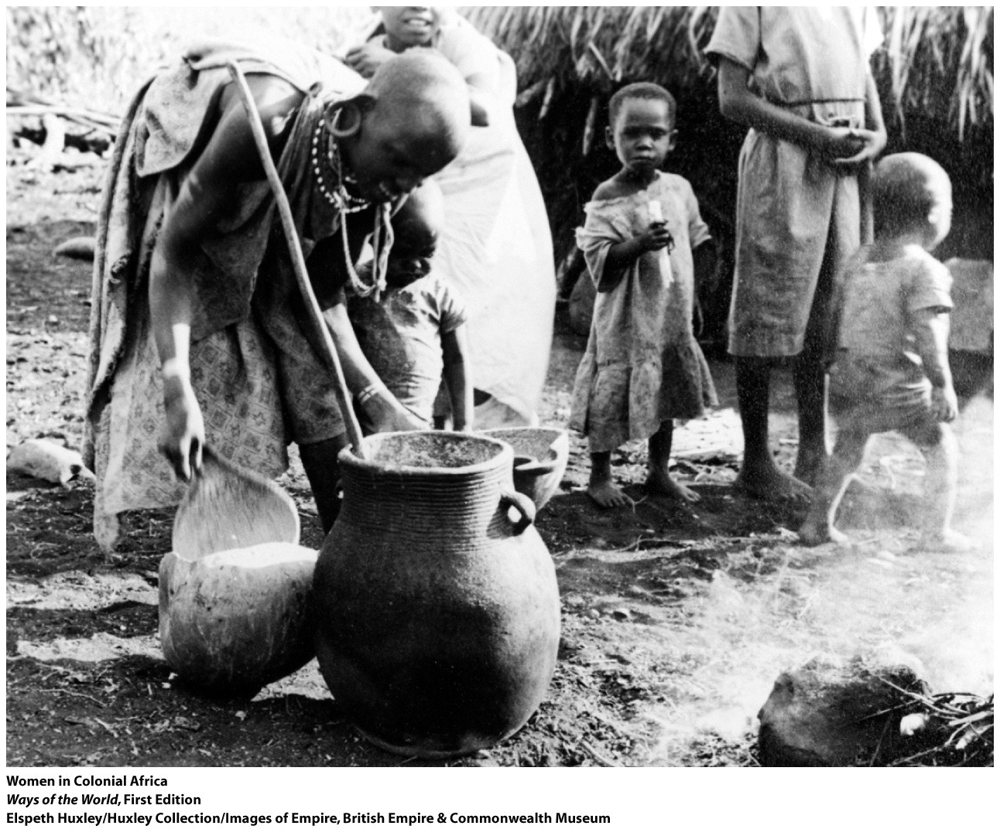 Women in Colonial Africa
Ways of the World, First Edition
Elspeth Huxley/Huxley Collection/Images of Empire, British Empire & Commonwealth Museum